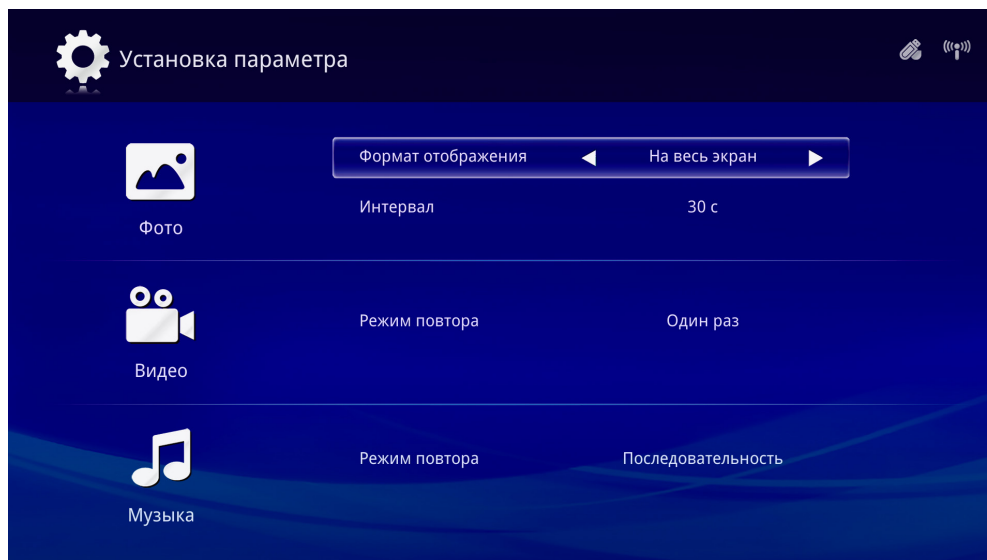 Установка параметра
Формат отображения На весь экран
Интервал 30 с
Фото
Режим повтора Один раз
Видео
Режим повтора Последовательность
Музыка